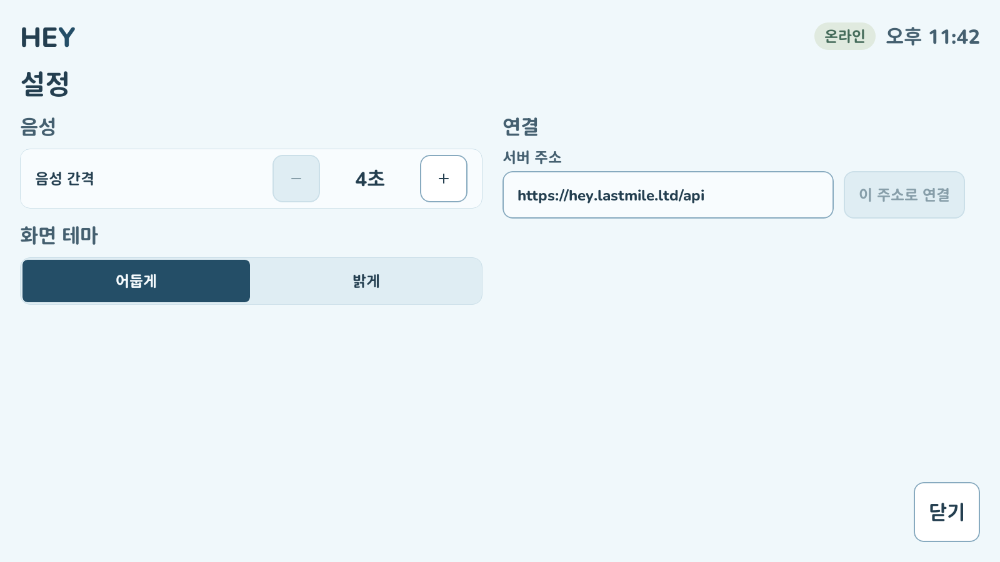 HEY
온라인 오후 11:42
설정
음성
음성 간격 − 4초 +
화면 테마
어둡게 밝게
연결
서버 주소
https://hey.lastmile.ltd/api 이 주소로 연결
닫기